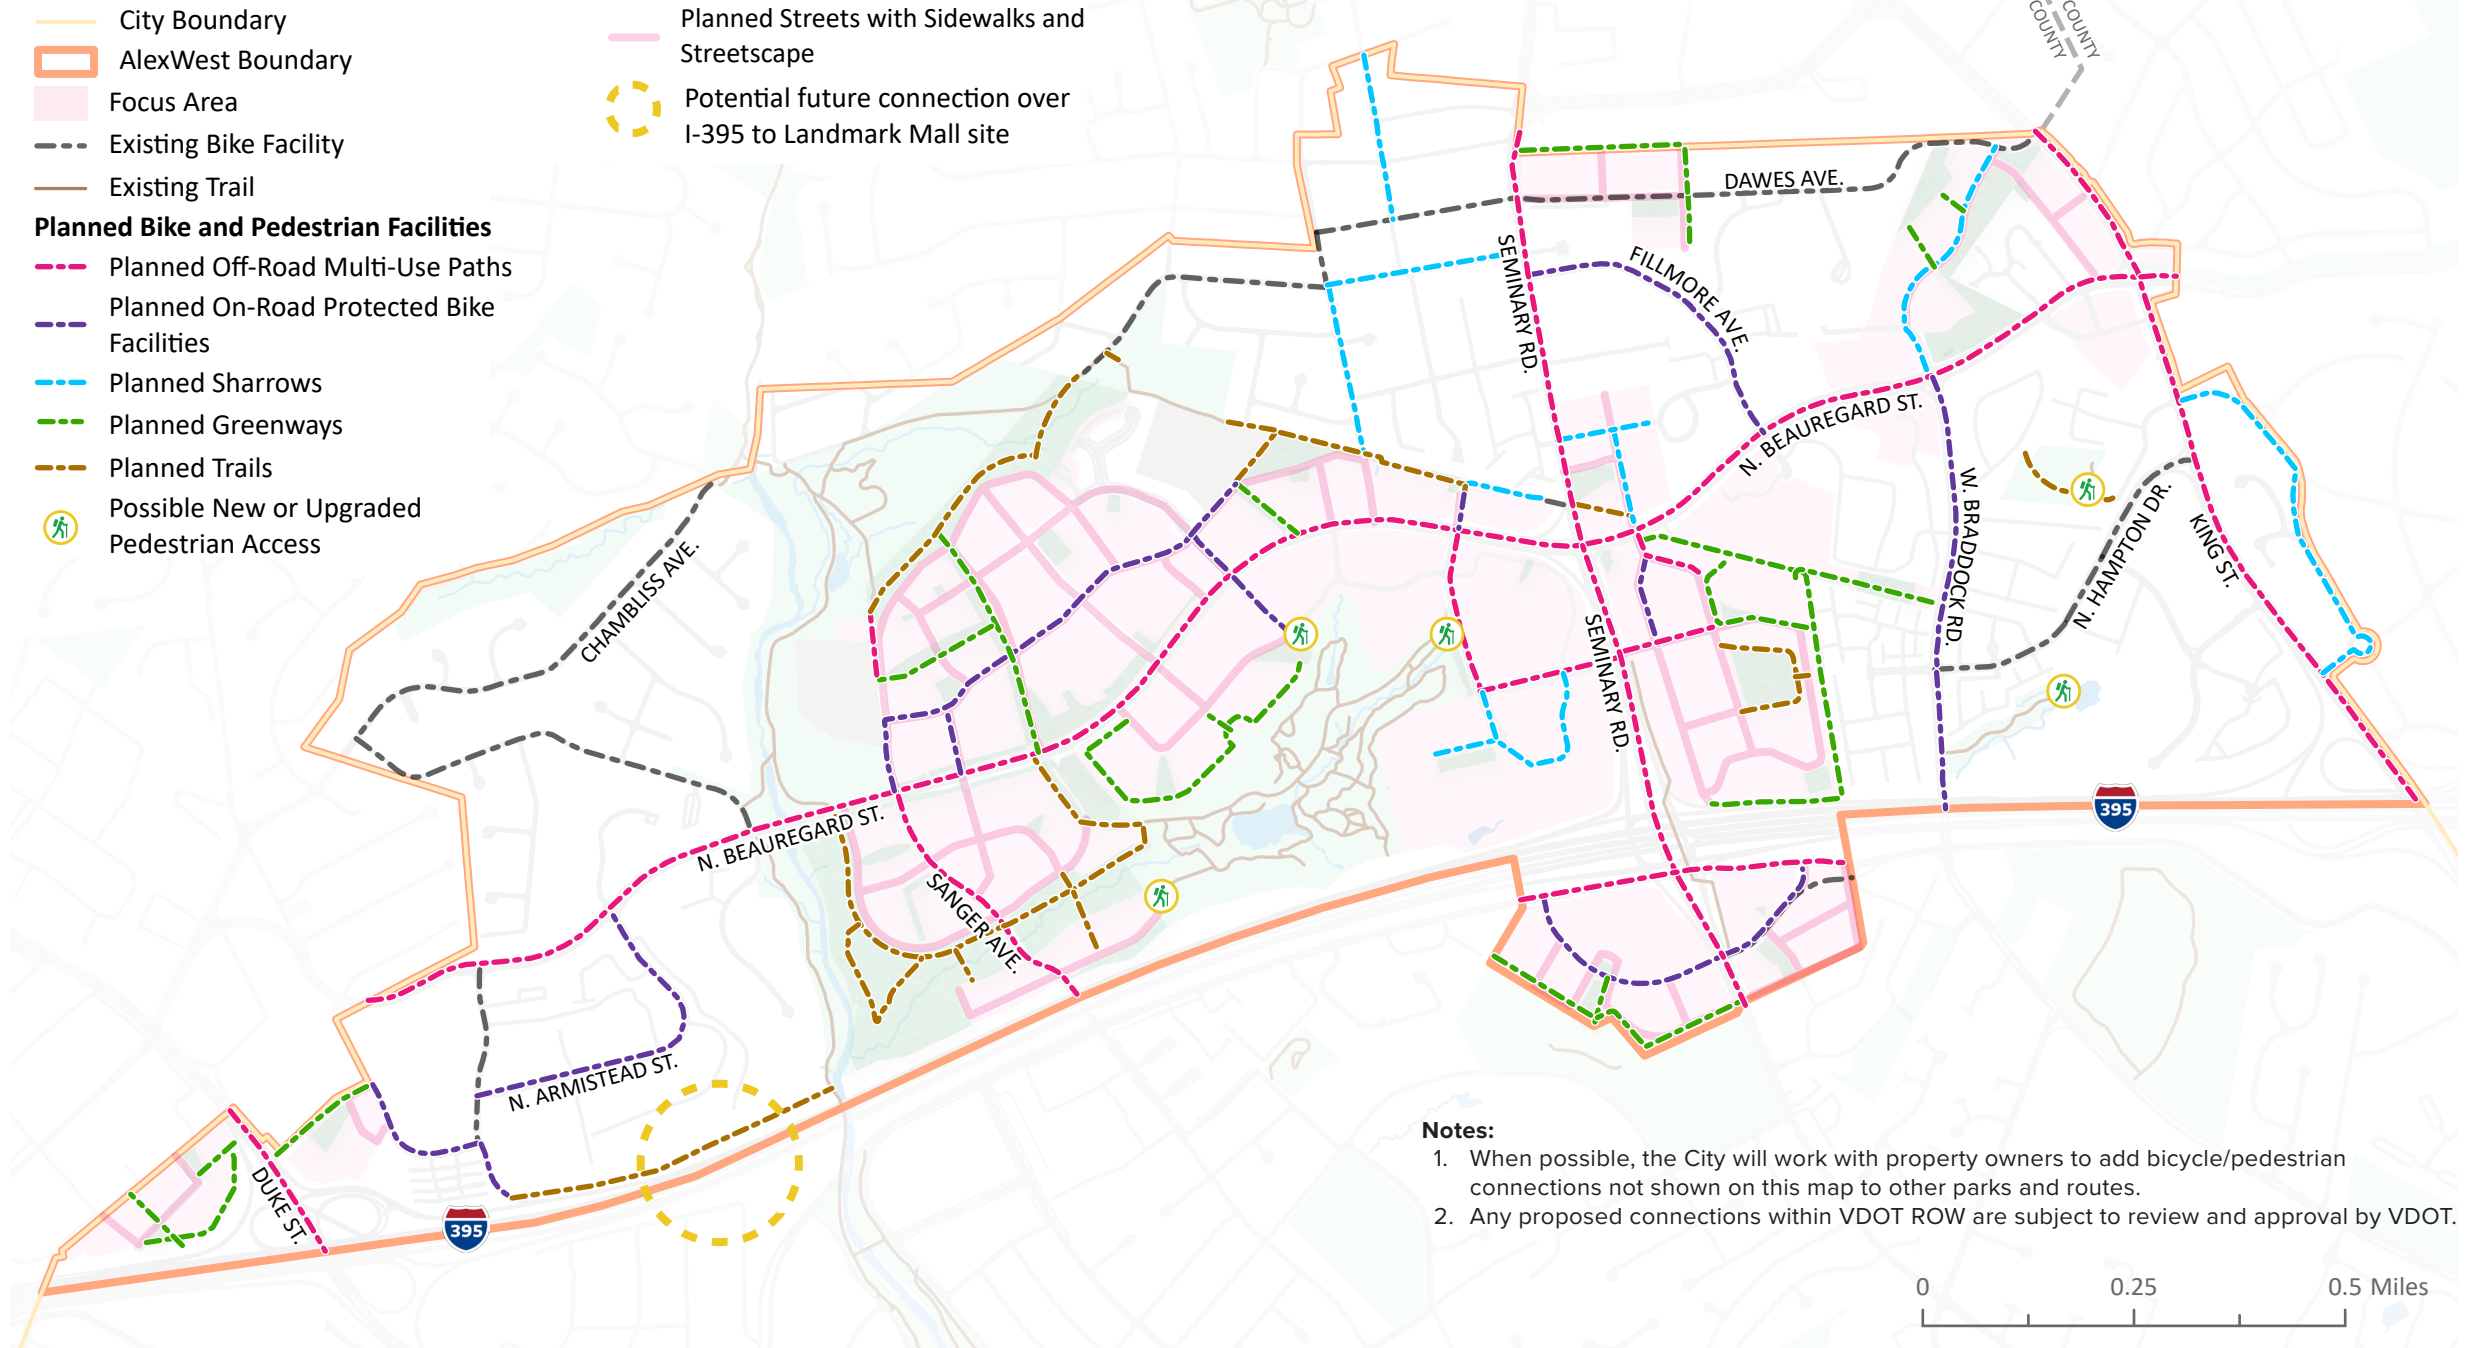 City Boundary
AlexWest Boundary
Focus Area
Existing Bike Facility
Existing Trail
Planned Bike and Pedestrian Facilities
Planned Off-Road Multi-Use Paths
Planned On-Road Protected Bike
Facilities
Planned Sharrows
Planned Greenways
Planned Trails
Possible New or Upgraded
Pedestrian Access
Planned Streets with Sidewalks and
Streetscape
Potential future connection over
I-395 to Landmark Mall site
COUNTY
COUNTY
DAWES AVE.
SEMINARY RD.
FILLMORE AVE.
N. BEAUREGARD ST.
W. BRADDOCK RD.
N. HAMPTON DR.
KING ST.
CHAMBLISS AVE.
SEMINARY RD.
395
N. BEAUREGARD ST.
SANGER AVE.
N. ARMISTEAD ST.
DUKE ST.
395
Notes:
1. When possible, the City will work with property owners to add bicycle/pedestrian
connections not shown on this map to other parks and routes.
2. Any proposed connections within VDOT ROW are subject to review and approval by VDOT.
0 0.25 0.5 Miles